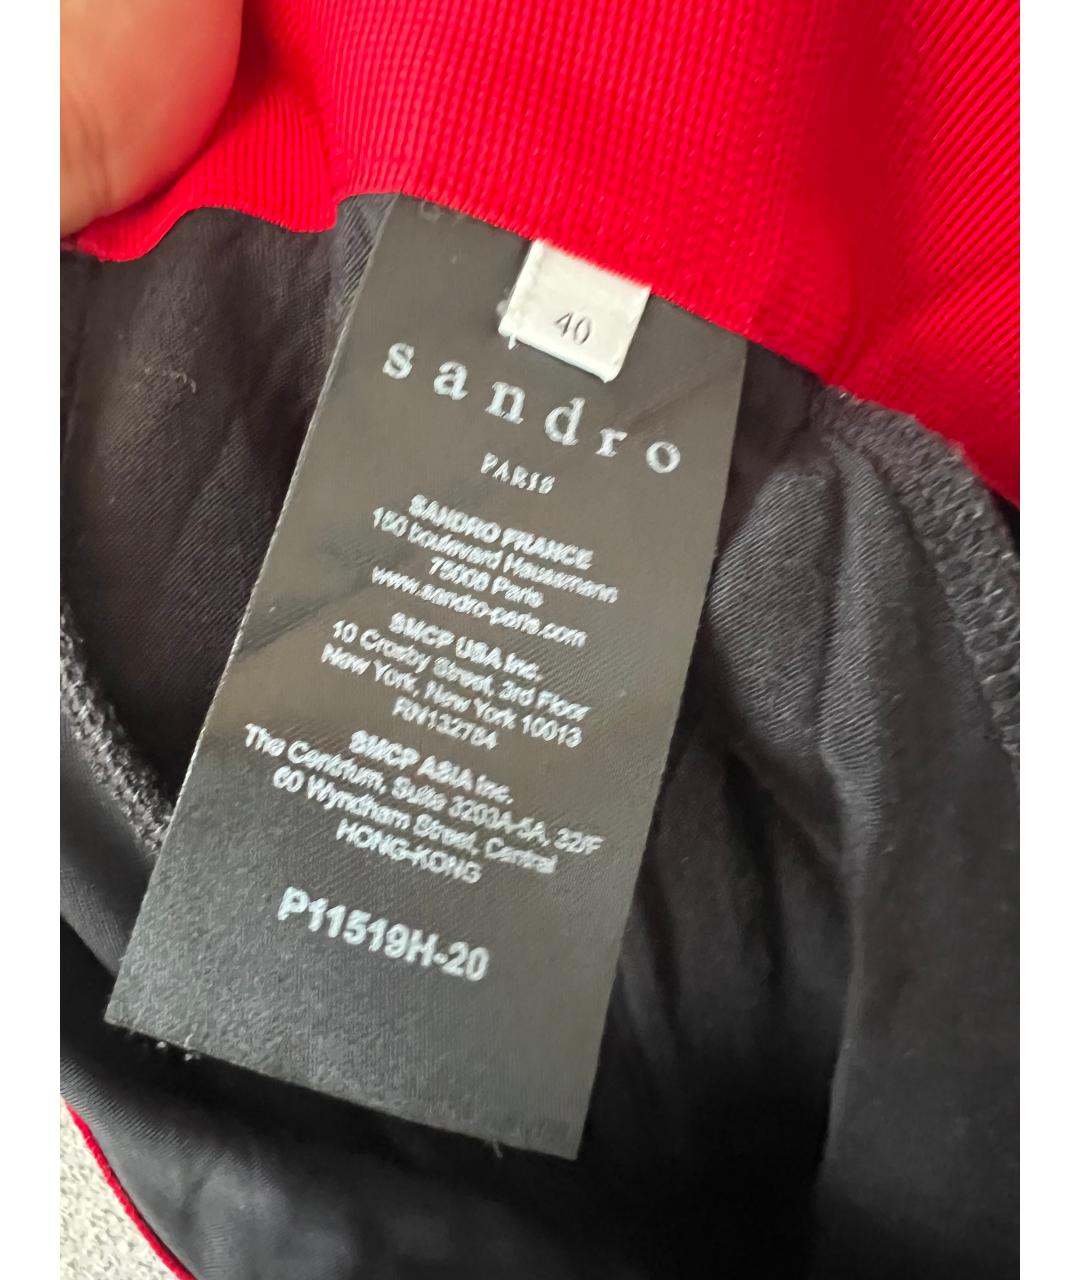 40
sandro
PARIS
SANDRO FRANCE
150 boulevard Haussmann
75008 Paris
www.sandro-paris.com
SMCP USA Inc.
10 Crosby Street, 3rd Floor
New York, New York 10013
RN132784
SMCP ASIA Inc.
The Centrium, Suite 3203A-5A, 32/F
60 Wyndham Street, Central
HONG-KONG
P11519H-20